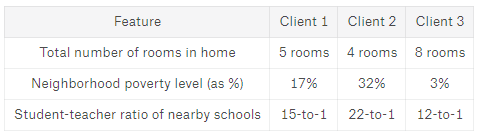 Feature Client 1 Client 2 Client 3
Total number of rooms in home 5 rooms 4 rooms 8 rooms
Neighborhood poverty level (as %) 17% 32% 3%
Student-teacher ratio of nearby schools 15-to-1 22-to-1 12-to-1